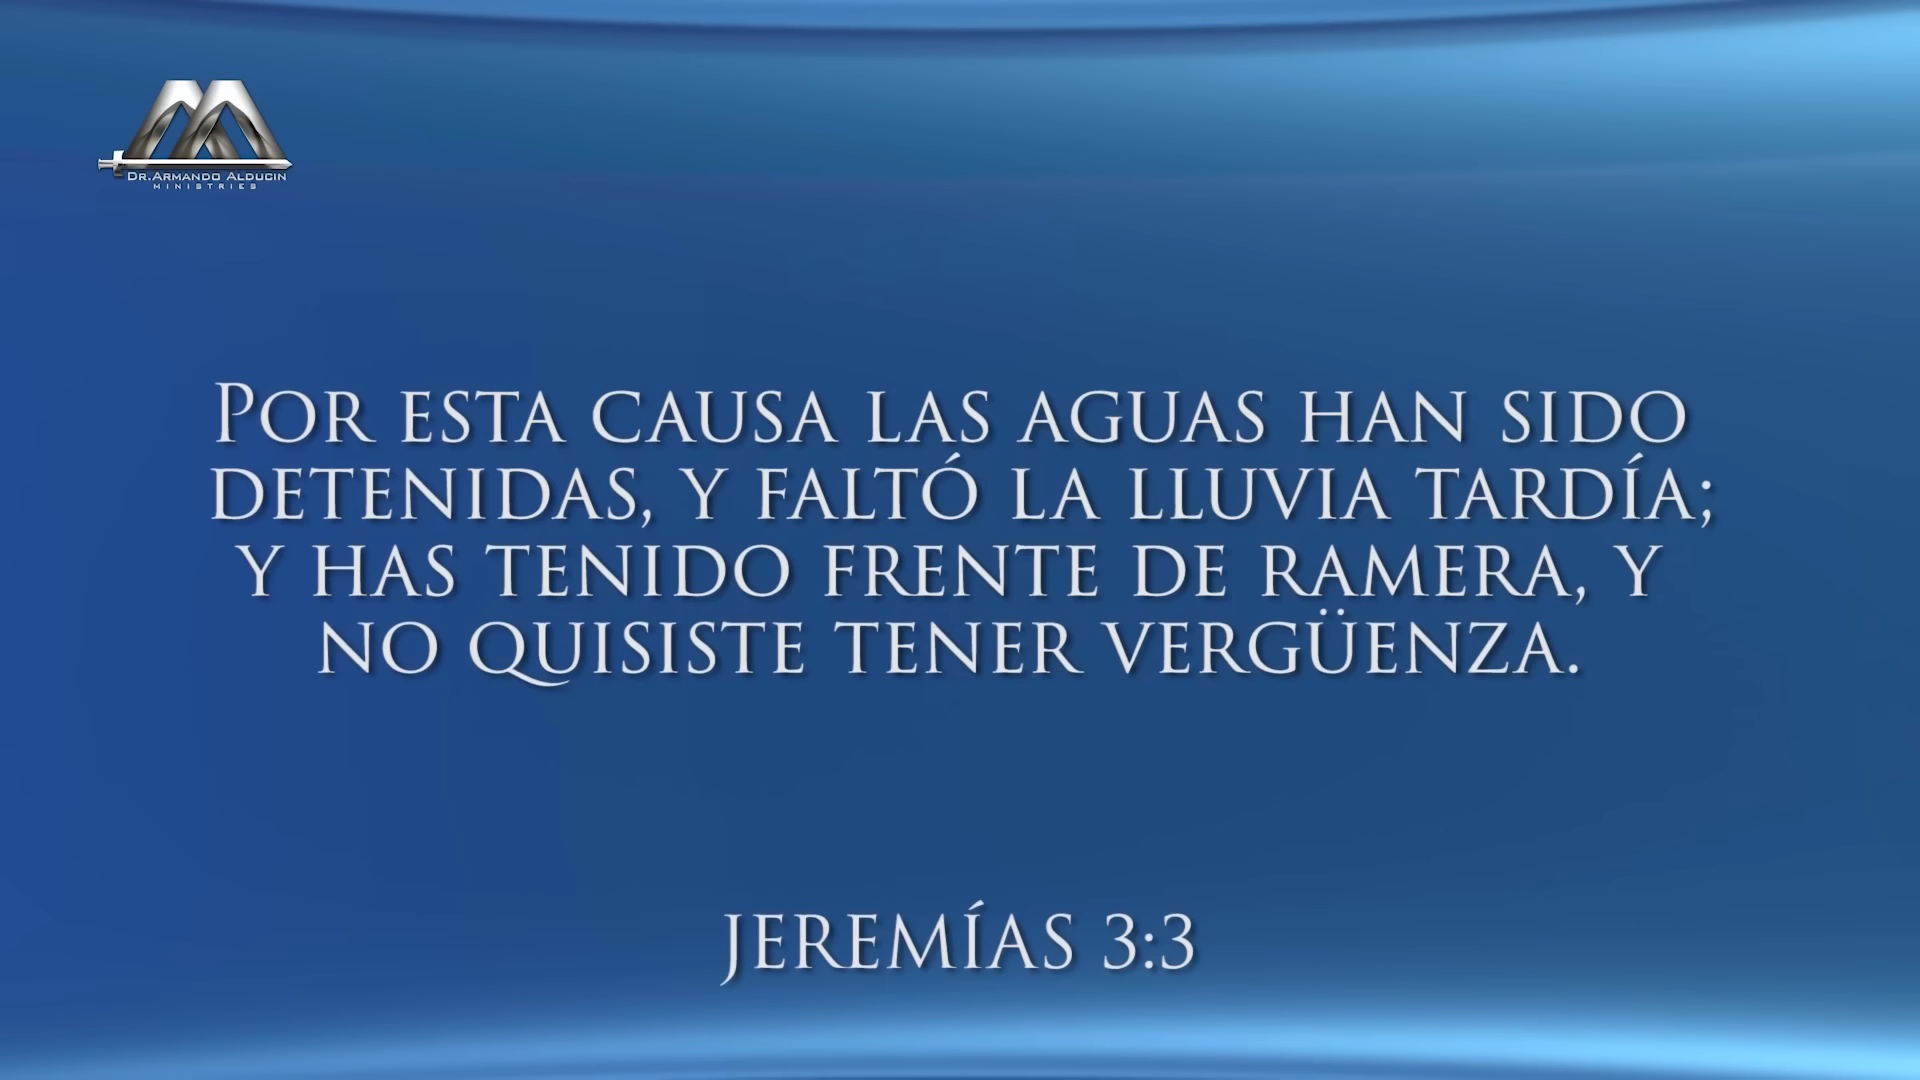 Dr. Armando Alducin
MINISTRIES
Por esta causa las aguas han sido
detenidas, y faltó la lluvia tardía;
y has tenido frente de ramera, y
no quisiste tener vergüenza.
JEREMÍAS 3:3